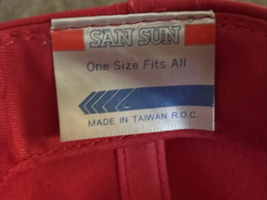 SAN SUN
One Size Fits All
MADE IN TAIWAN R.O.C.